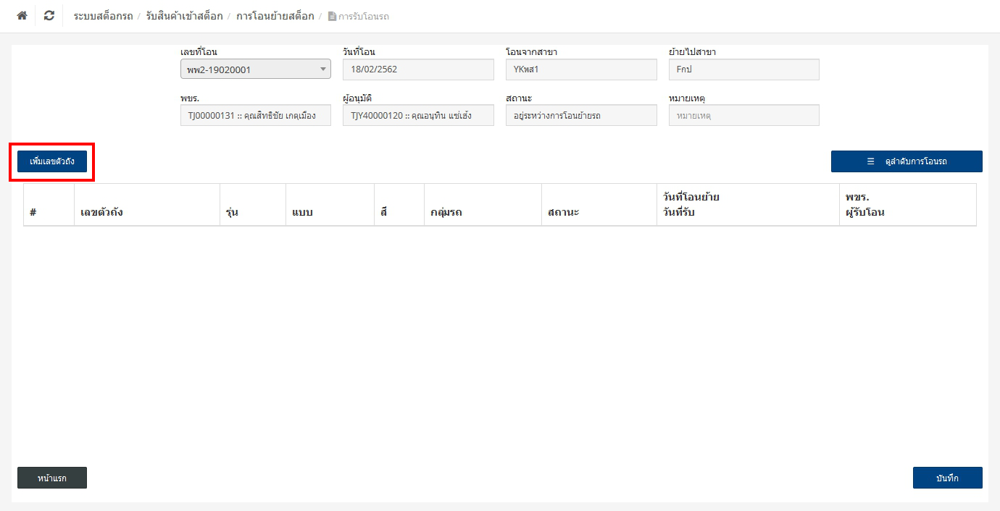 ระบบสต็อกรถ / รับสินค้าเข้าสต็อก / การโอนย้ายสต็อก / การรับโอนรถ
เลขที่โอน วันที่โอน โอนจากสาขา ย้ายไปสาขา
พพ2-19020001 18/02/2562 YKพส1 Fกป
พขร. ผู้อนุมัติ สถานะ หมายเหตุ
TJ00000131 :: คุณสิทธิชัย เกตุเมือง TJY40000120 :: คุณอนุทิน แซ่เฮ้ง อยู่ระหว่างการโอนย้ายรถ หมายเหตุ
เพิ่มเลขตัวถัง ดูลำดับการโอนรถ
# เลขตัวถัง รุ่น แบบ สี กลุ่มรถ สถานะ วันที่โอนย้าย พขร.
วันที่รับ ผู้รับโอน
หน้าแรก บันทึก